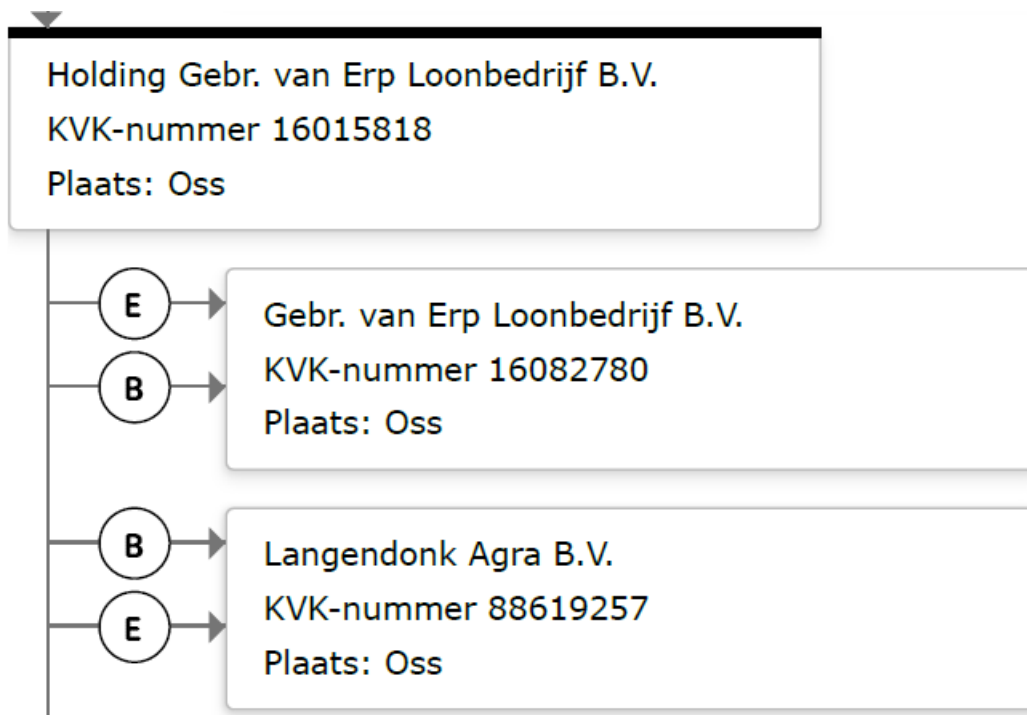 Holding Gebr. van Erp Loonbedrijf B.V.
KVK-nummer 16015818
Plaats: Oss
E
Gebr. van Erp Loonbedrijf B.V.
KVK-nummer 16082780
B
Plaats: Oss
B
Langendonk Agra B.V.
KVK-nummer 88619257
E
Plaats: Oss